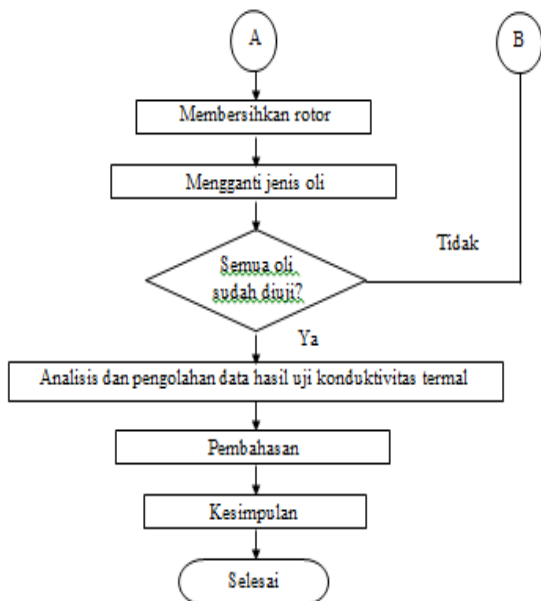 A
B
Membersihkan rotor
Mengganti jenis oli
Tidak
Semua oli
sudah diuji?
Ya
Analisis dan pengolahan data hasil uji konduktivitas termal
Pembahasan
Kesimpulan
Selesai